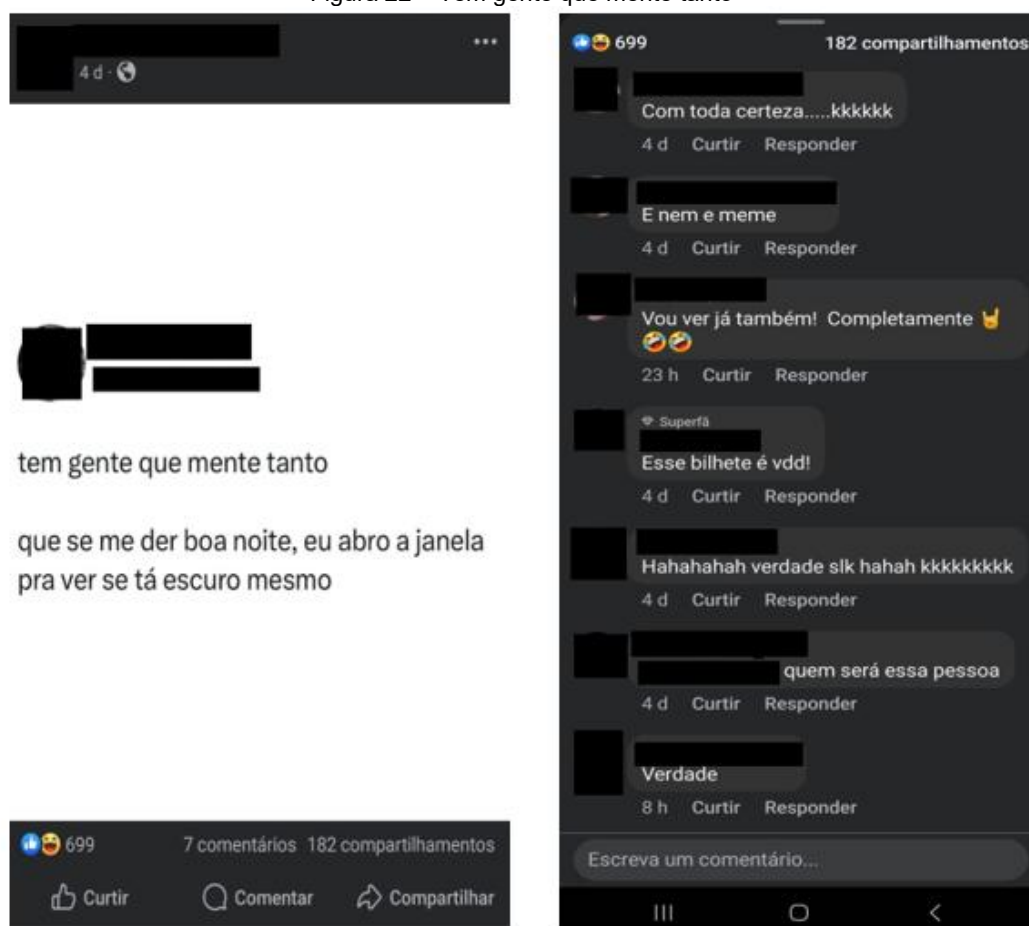 4 d ·
tem gente que mente tanto
que se me der boa noite, eu abro a janela
pra ver se tá escuro mesmo
699 7 comentários 182 compartilhamentos
Curtir Comentar Compartilhar
699 182 compartilhamentos
Com toda certeza.....kkkkkk
4 d Curtir Responder
E nem e meme
4 d Curtir Responder
Vou ver já também! Completamente 🤘
🤣🤣
23 h Curtir Responder
Superfã
Esse bilhete é vdd!
4 d Curtir Responder
Hahahahah verdade slk hahah kkkkkkkkk
4 d Curtir Responder
quem será essa pessoa
4 d Curtir Responder
Verdade
8 h Curtir Responder
Escreva um comentário...